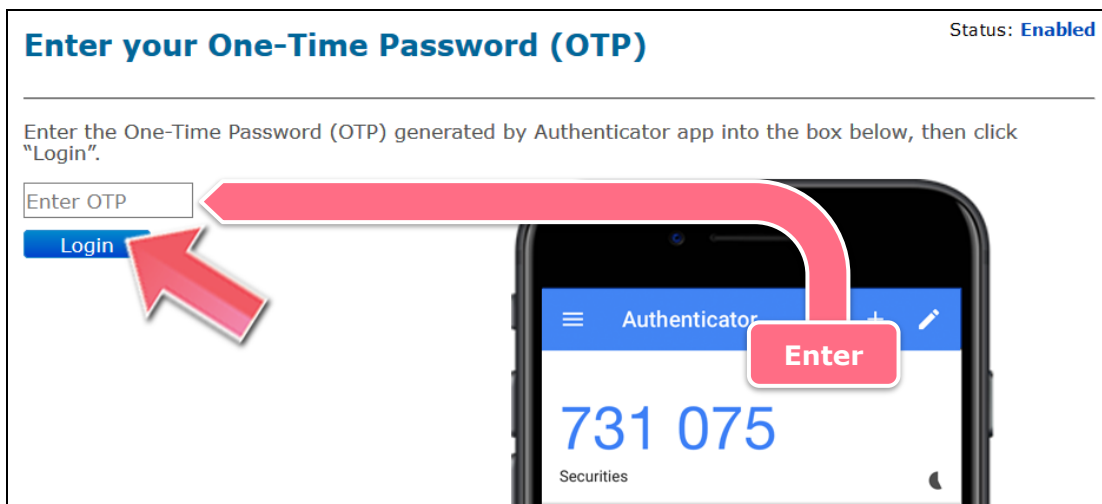 Enter your One-Time Password (OTP)
Status: Enabled
Enter the One-Time Password (OTP) generated by Authenticator app into the box below, then click
“Login”.
Enter OTP
Login
Authenticator
Enter
731 075
Securities